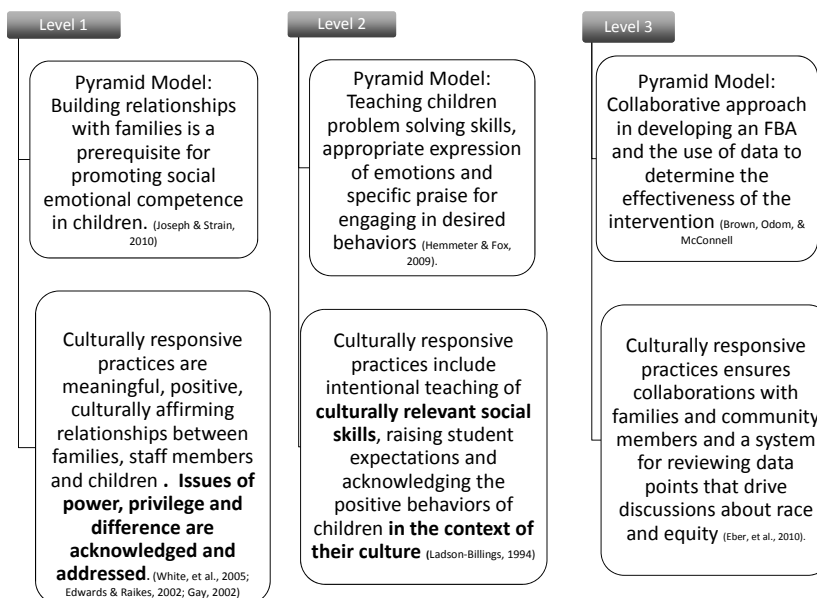 Level 1
Pyramid Model:
Building relationships
with families is a
prerequisite for
promoting social
emotional competence
in children. (Joseph & Strain,
2010)
Culturally responsive
practices are
meaningful, positive,
culturally affirming
relationships between
families, staff members
and children . Issues of
power, privilege and
difference are
acknowledged and
addressed. (White, et al., 2005;
Edwards & Raikes, 2002; Gay, 2002)
Level 2
Pyramid Model:
Teaching children
problem solving skills,
appropriate expression
of emotions and
specific praise for
engaging in desired
behaviors (Hemmeter & Fox,
2009).
Culturally responsive
practices include
intentional teaching of
culturally relevant social
skills, raising student
expectations and
acknowledging the
positive behaviors of
children in the context of
their culture (Ladson-Billings, 1994)
Level 3
Pyramid Model:
Collaborative approach
in developing an FBA
and the use of data to
determine the
effectiveness of the
intervention (Brown, Odom, &
McConnell
Culturally responsive
practices ensures
collaborations with
families and community
members and a system
for reviewing data
points that drive
discussions about race
and equity (Eber, et al., 2010).